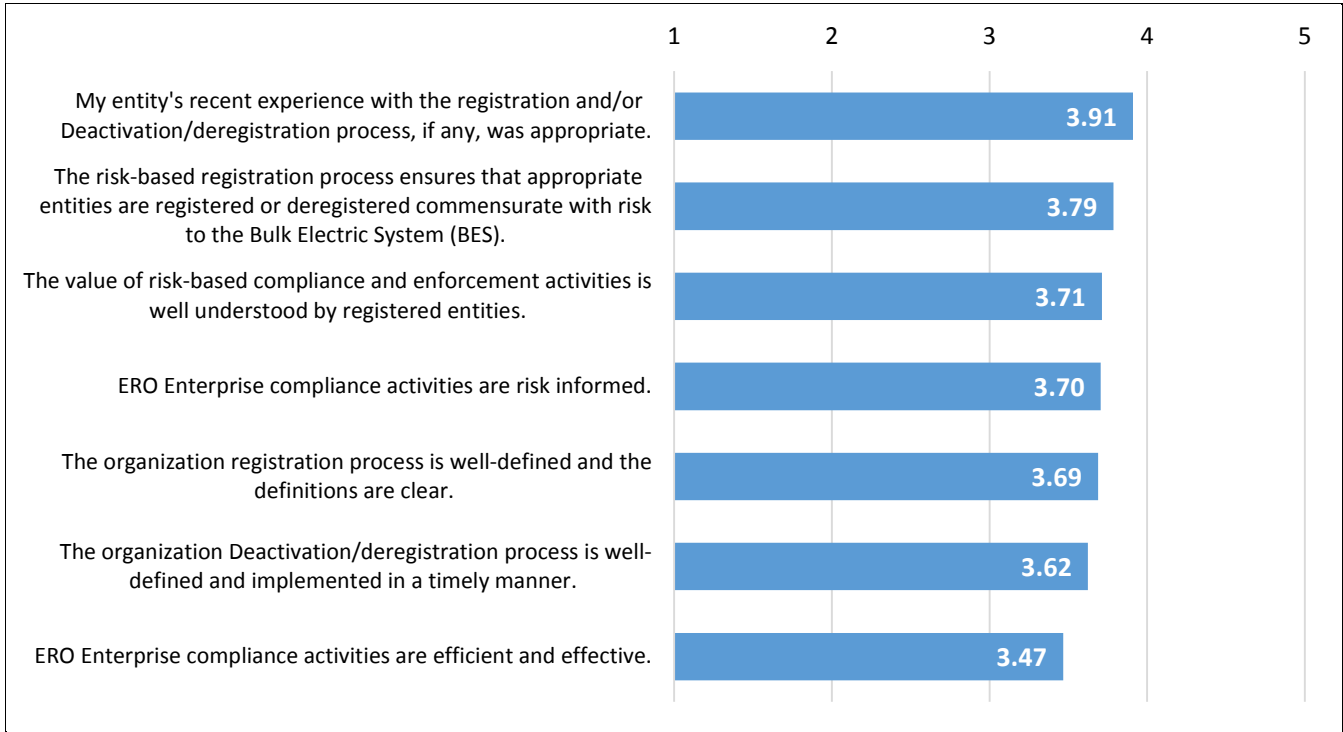 1 2 3 4 5
My entity's recent experience with the registration and/or
Deactivation/deregistration process, if any, was appropriate.
3.91
The risk-based registration process ensures that appropriate
entities are registered or deregistered commensurate with risk
to the Bulk Electric System (BES).
3.79
The value of risk-based compliance and enforcement activities is
well understood by registered entities.
3.71
ERO Enterprise compliance activities are risk informed.
3.70
The organization registration process is well-defined and the
definitions are clear.
3.69
The organization Deactivation/deregistration process is well-
defined and implemented in a timely manner.
3.62
ERO Enterprise compliance activities are efficient and effective.
3.47